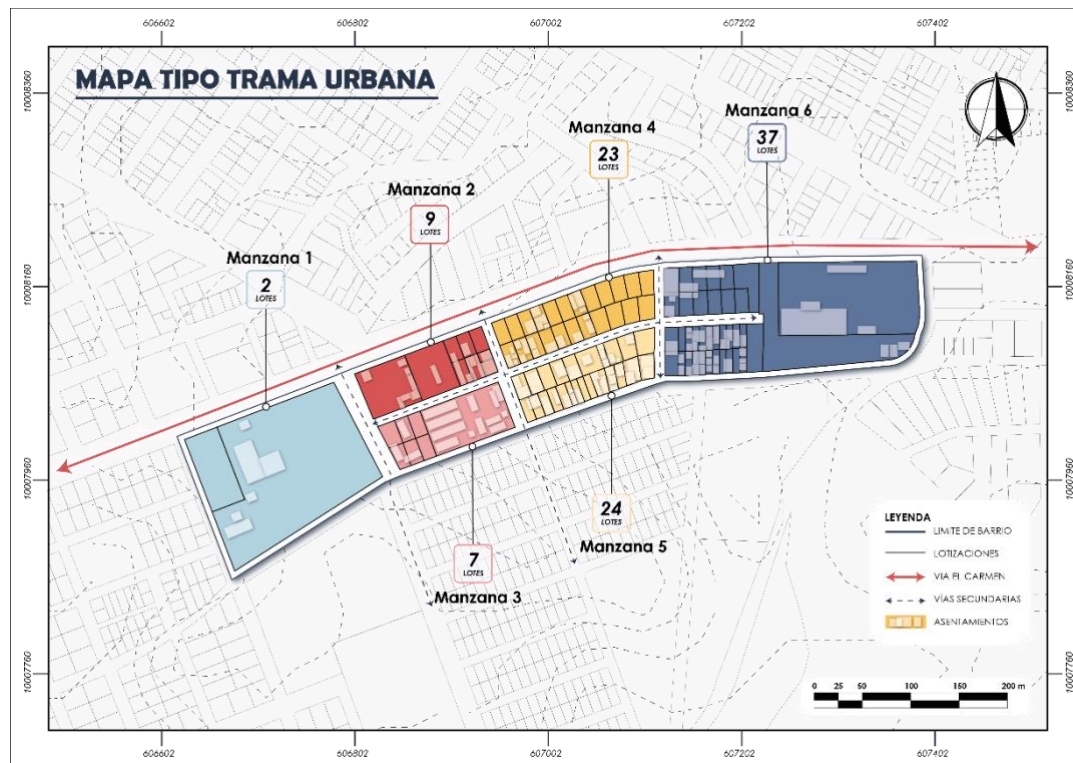 606602
606802
607002
607202
607402
MAPA TIPO TRAMA URBANA
10008360
10008360
Manzana 6
37
LOTES
Manzana 4
23
LOTES
Manzana 2
9
LOTES
Manzana 1
2
LOTES
10008160
10008160
10007960
10007960
24
LOTES
Manzana 5
7
LOTES
Manzana 3
LEYENDA
LIMITE DE BARRIO
LOTIZACIONES
VIA EL CARMEN
VÍAS SECUNDARIAS
ASENTAMIENTOS
10007760
10007760
0 25 50 100 150 200 m
606602
606802
607002
607202
607402